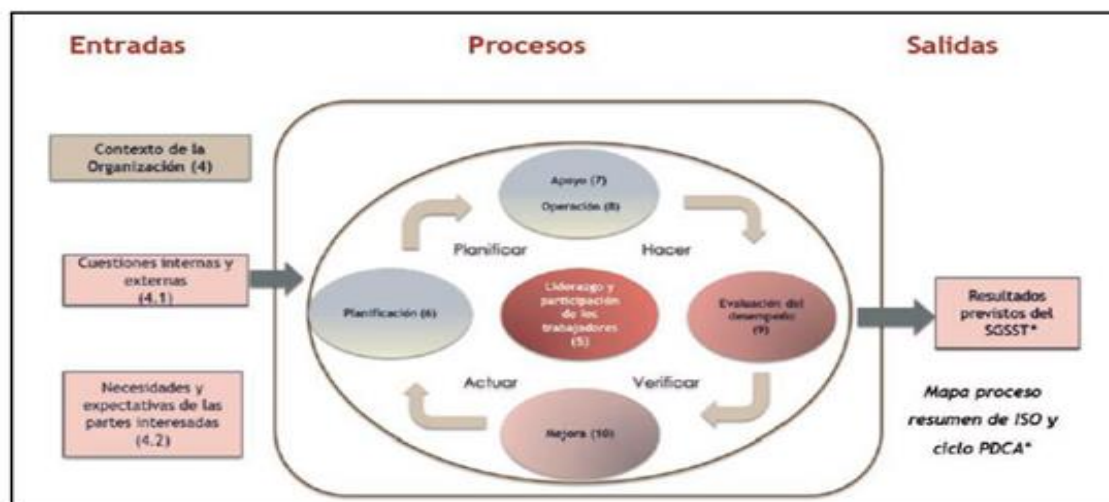 Entradas
Procesos
Salidas
Contexto de la
Organización (4)
Cuestiones internas y
externas
(4.1)
Necesidades y
expectativas de las
partes interesadas
(4.2)
Apoyo (7)
Operación (8)
Planificar
Hacer
Planificación (6)
Liderazgo y
participación
de los
trabajadores
(5)
Evaluación del
desempeño
(9)
Actuar
Verificar
Mejora (10)
Resultados
previstos del
SGSST*
Mapa proceso
resumen de ISO y
ciclo PDCA*